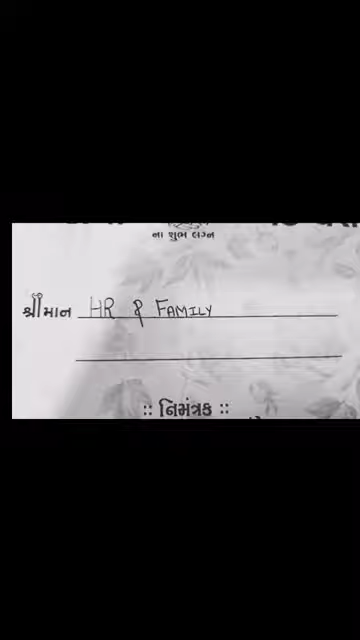 ના શુભ લગ્ન
શ્રીમાન HR & FAMILY
:: નિમંત્રક ::